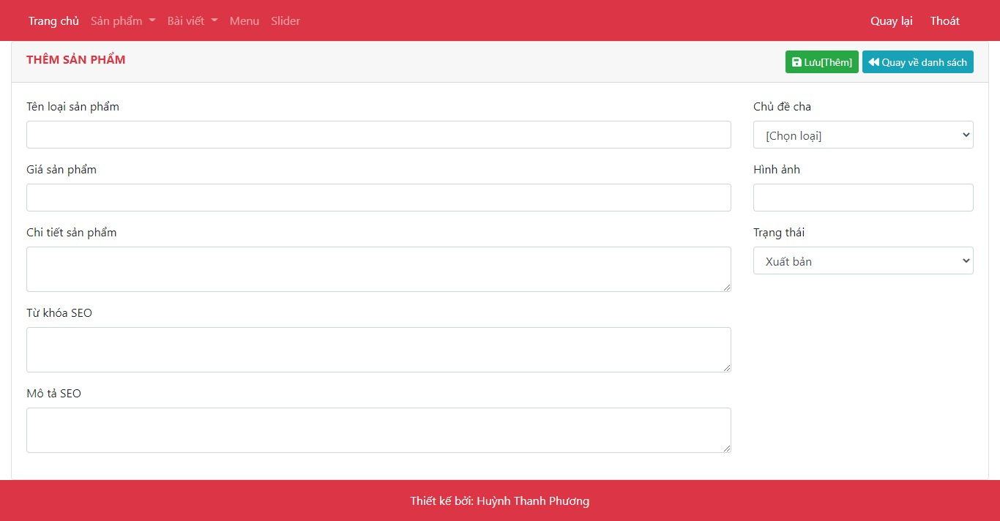 Trang chủ Sản phẩm Bài viết Menu Slider Quay lại Thoát
THÊM SẢN PHẨM Lưu[Thêm] Quay về danh sách
Tên loại sản phẩm
Chủ đề cha
[Chọn loại]
Giá sản phẩm
Hình ảnh
Chi tiết sản phẩm
Trạng thái
Xuất bản
Từ khóa SEO
Mô tả SEO
Thiết kế bởi: Huỳnh Thanh Phương